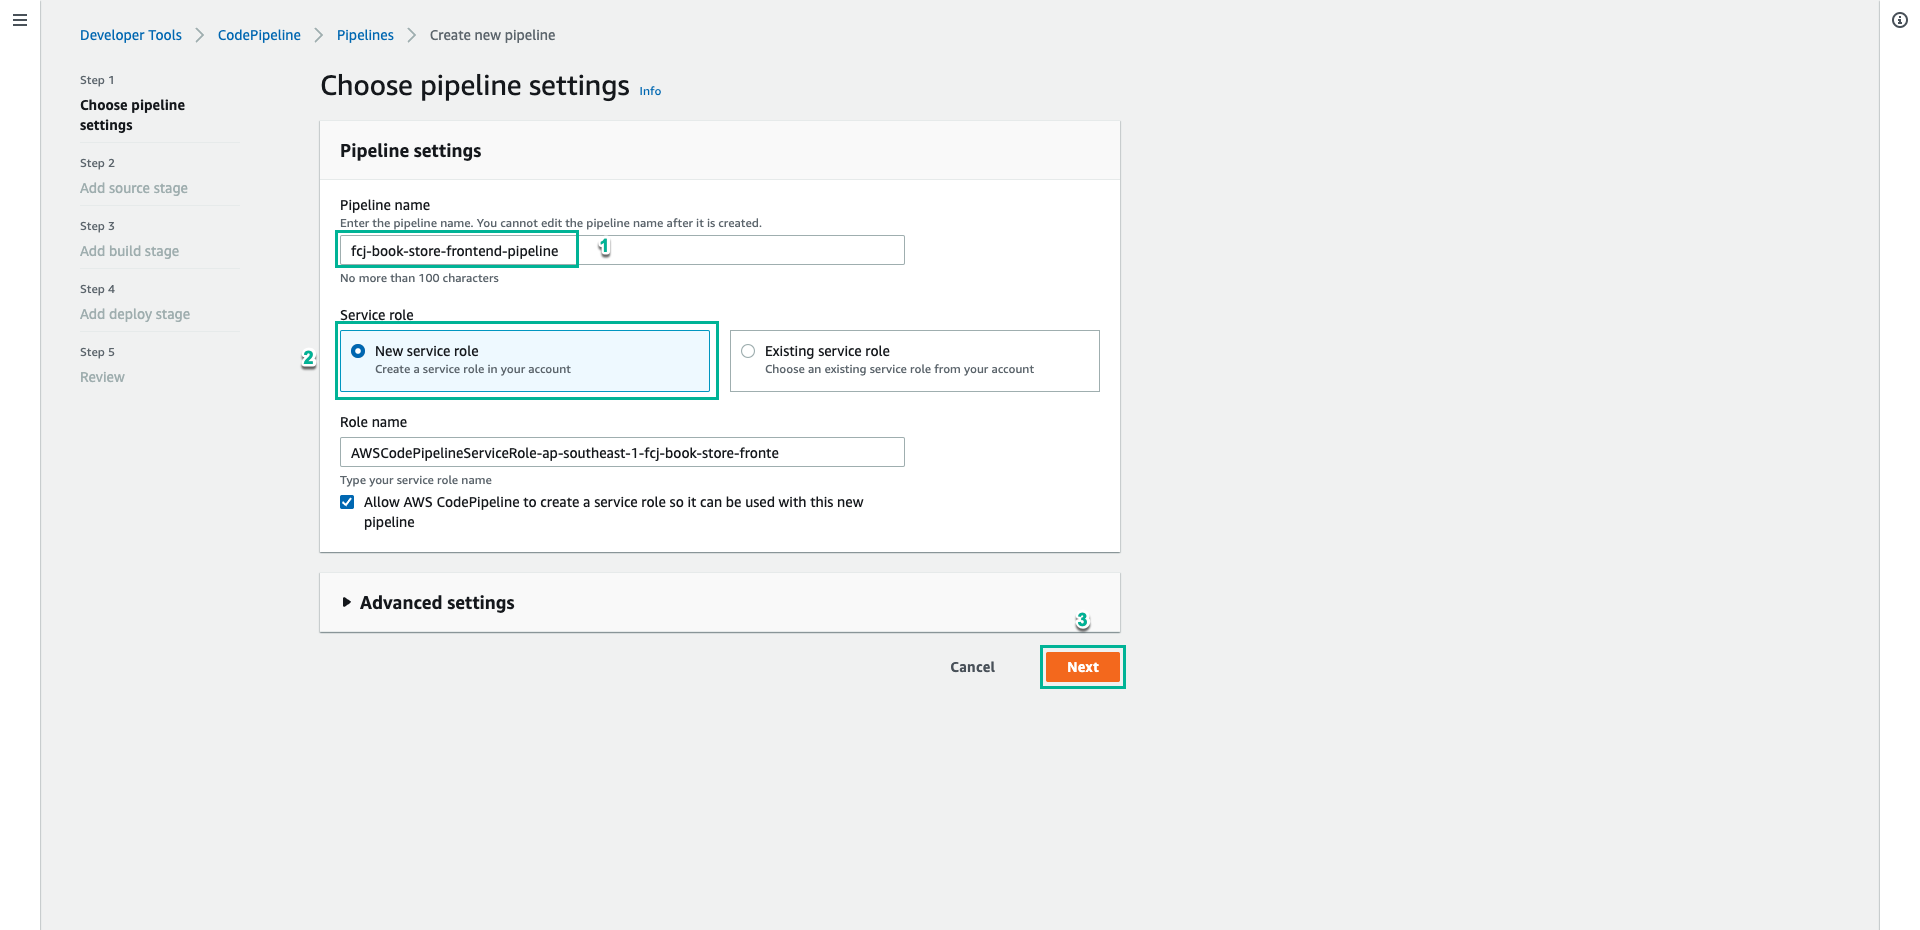 Developer Tools > CodePipeline > Pipelines > Create new pipeline
Step 1
Choose pipeline
settings
Step 2
Add source stage
Step 3
Add build stage
Step 4
Add deploy stage
Step 5
Review
Choose pipeline settings Info
Pipeline settings
Pipeline name
Enter the pipeline name. You cannot edit the pipeline name after it is created.
fcj-book-store-frontend-pipeline 1
No more than 100 characters
Service role
2
New service role
Create a service role in your account
Existing service role
Choose an existing service role from your account
Role name
AWSCodePipelineServiceRole-ap-southeast-1-fcj-book-store-fronte
Type your service role name
Allow AWS CodePipeline to create a service role so it can be used with this new
pipeline
Advanced settings
3
Cancel Next